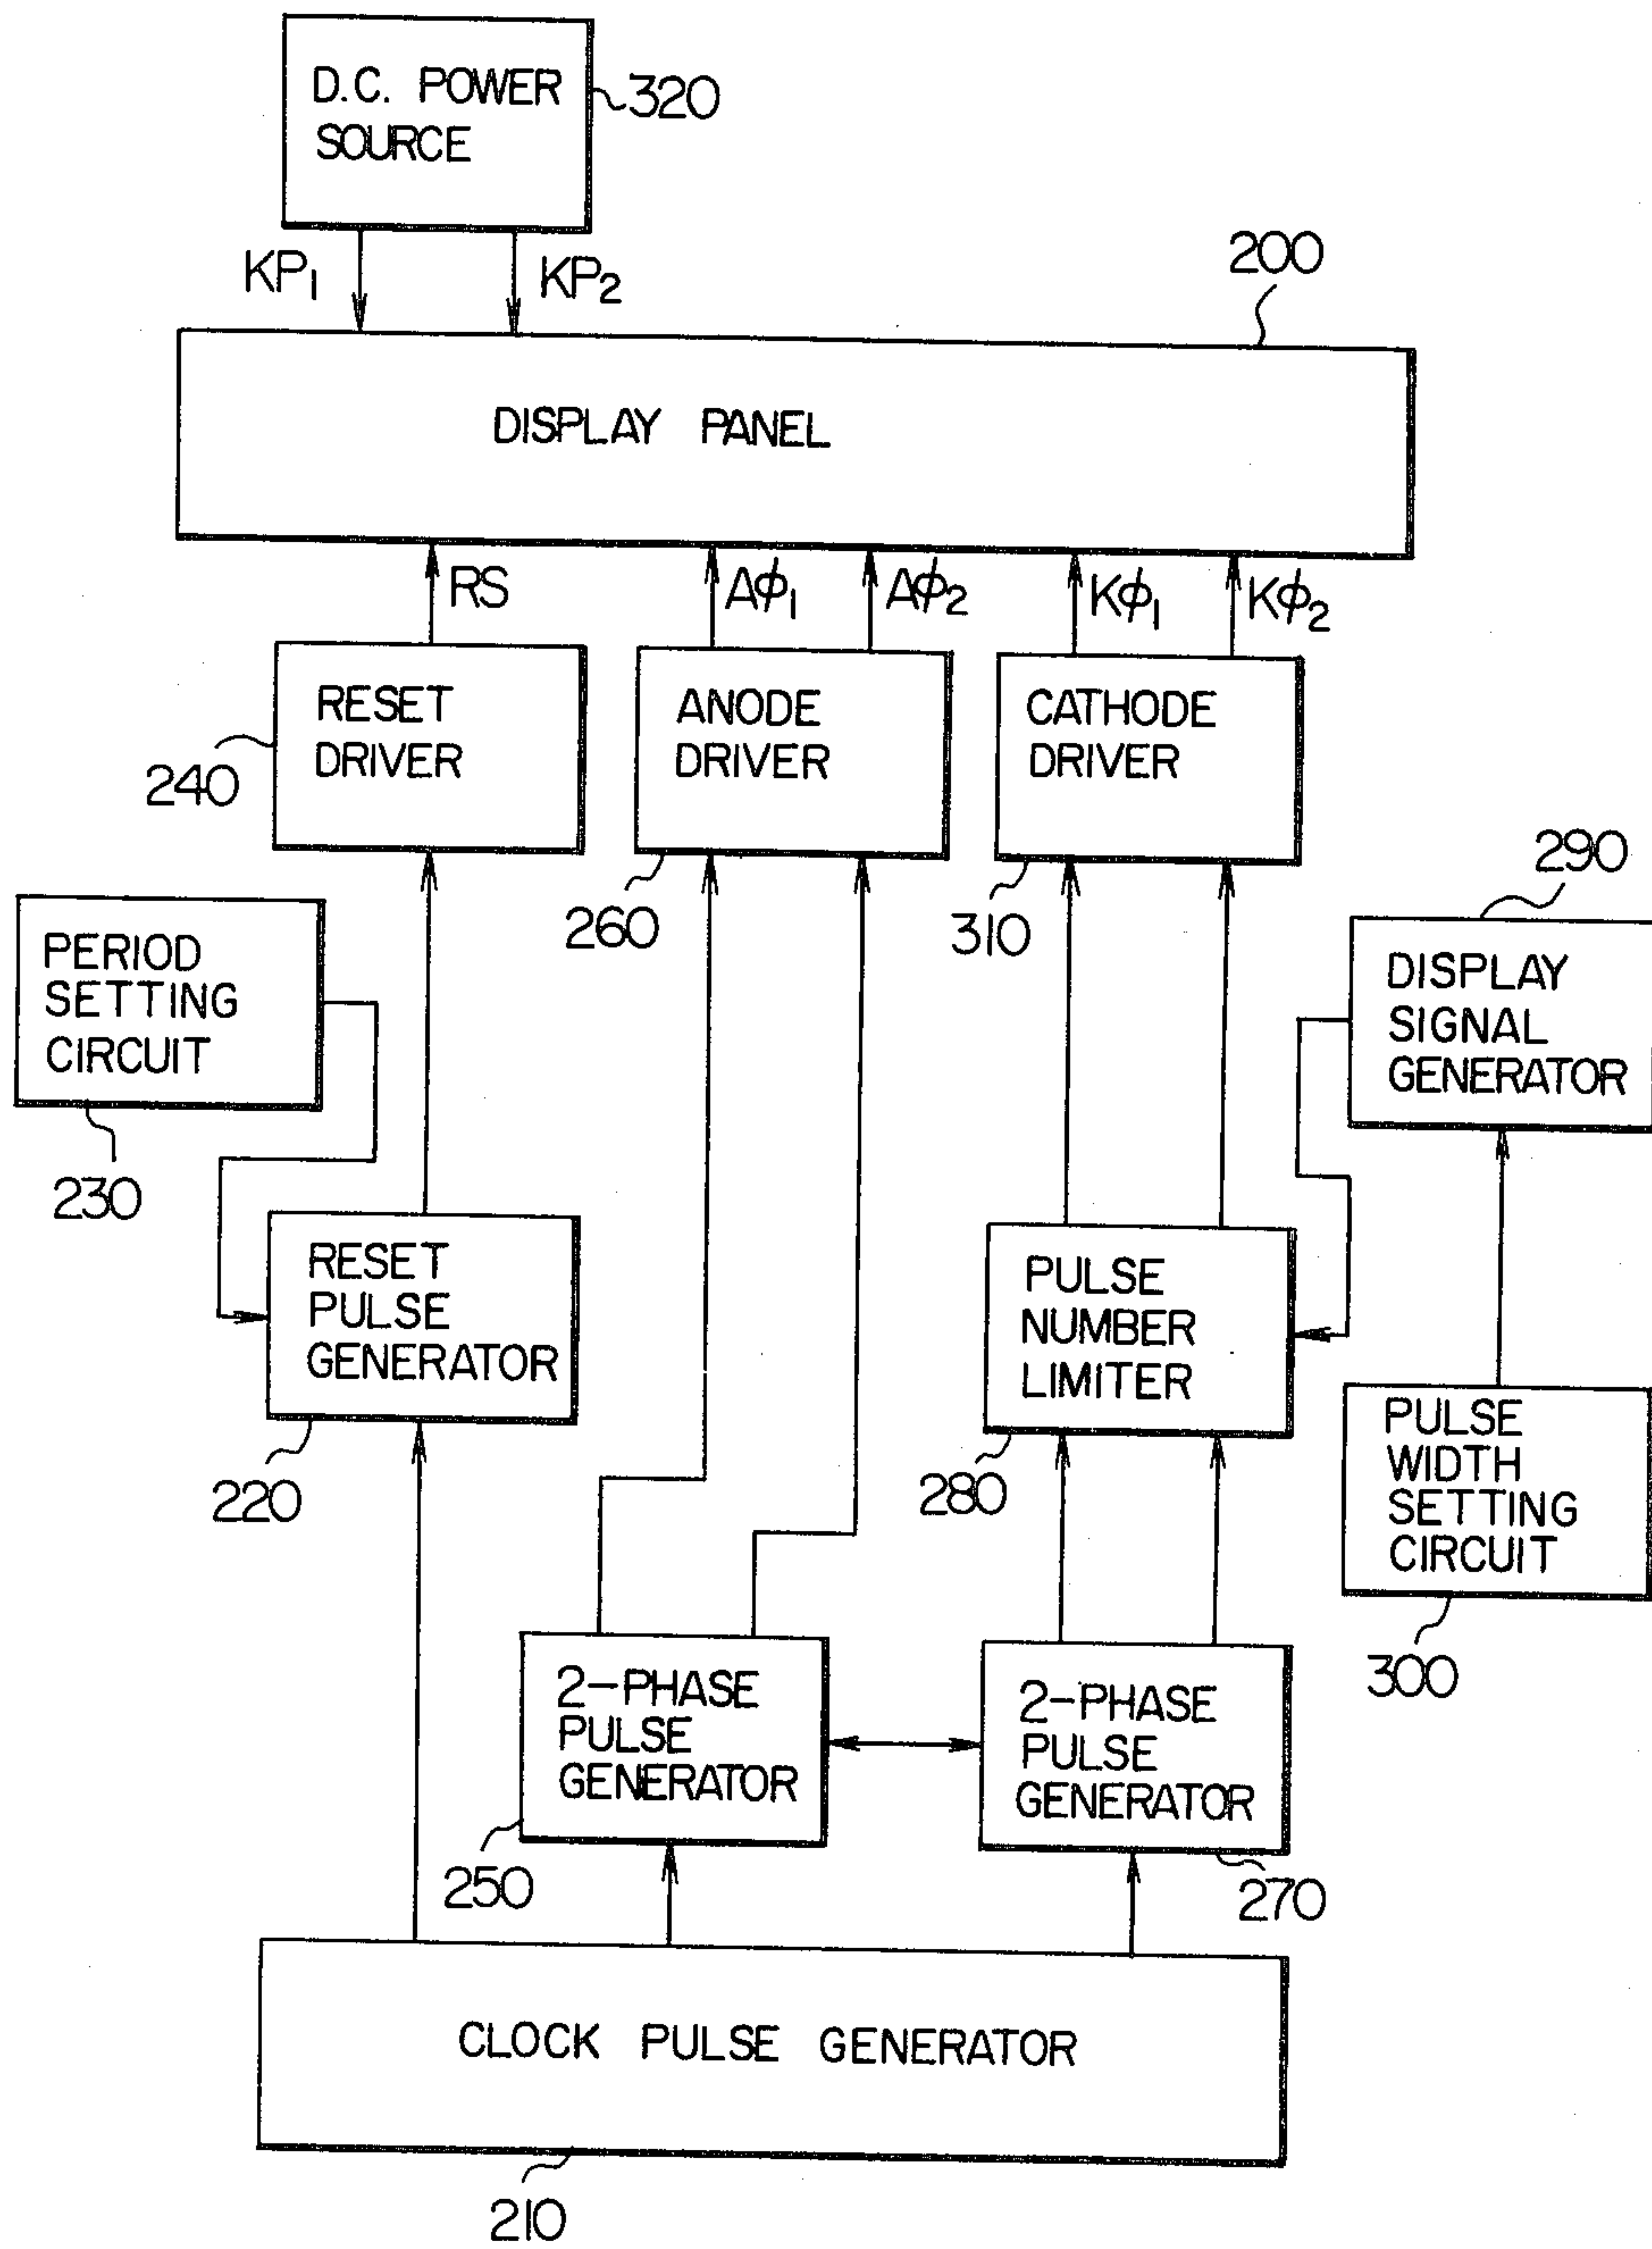 D.C. POWER
SOURCE
320
KP1
KP2
200
DISPLAY PANEL
RS
Aϕ1
Aϕ2
Kϕ1
Kϕ2
RESET
DRIVER
240
ANODE
DRIVER
260
CATHODE
DRIVER
310
290
PERIOD
SETTING
CIRCUIT
230
DISPLAY
SIGNAL
GENERATOR
RESET
PULSE
GENERATOR
220
PULSE
NUMBER
LIMITER
280
PULSE
WIDTH
SETTING
CIRCUIT
300
2-PHASE
PULSE
GENERATOR
250
2-PHASE
PULSE
GENERATOR
270
CLOCK PULSE GENERATOR
210